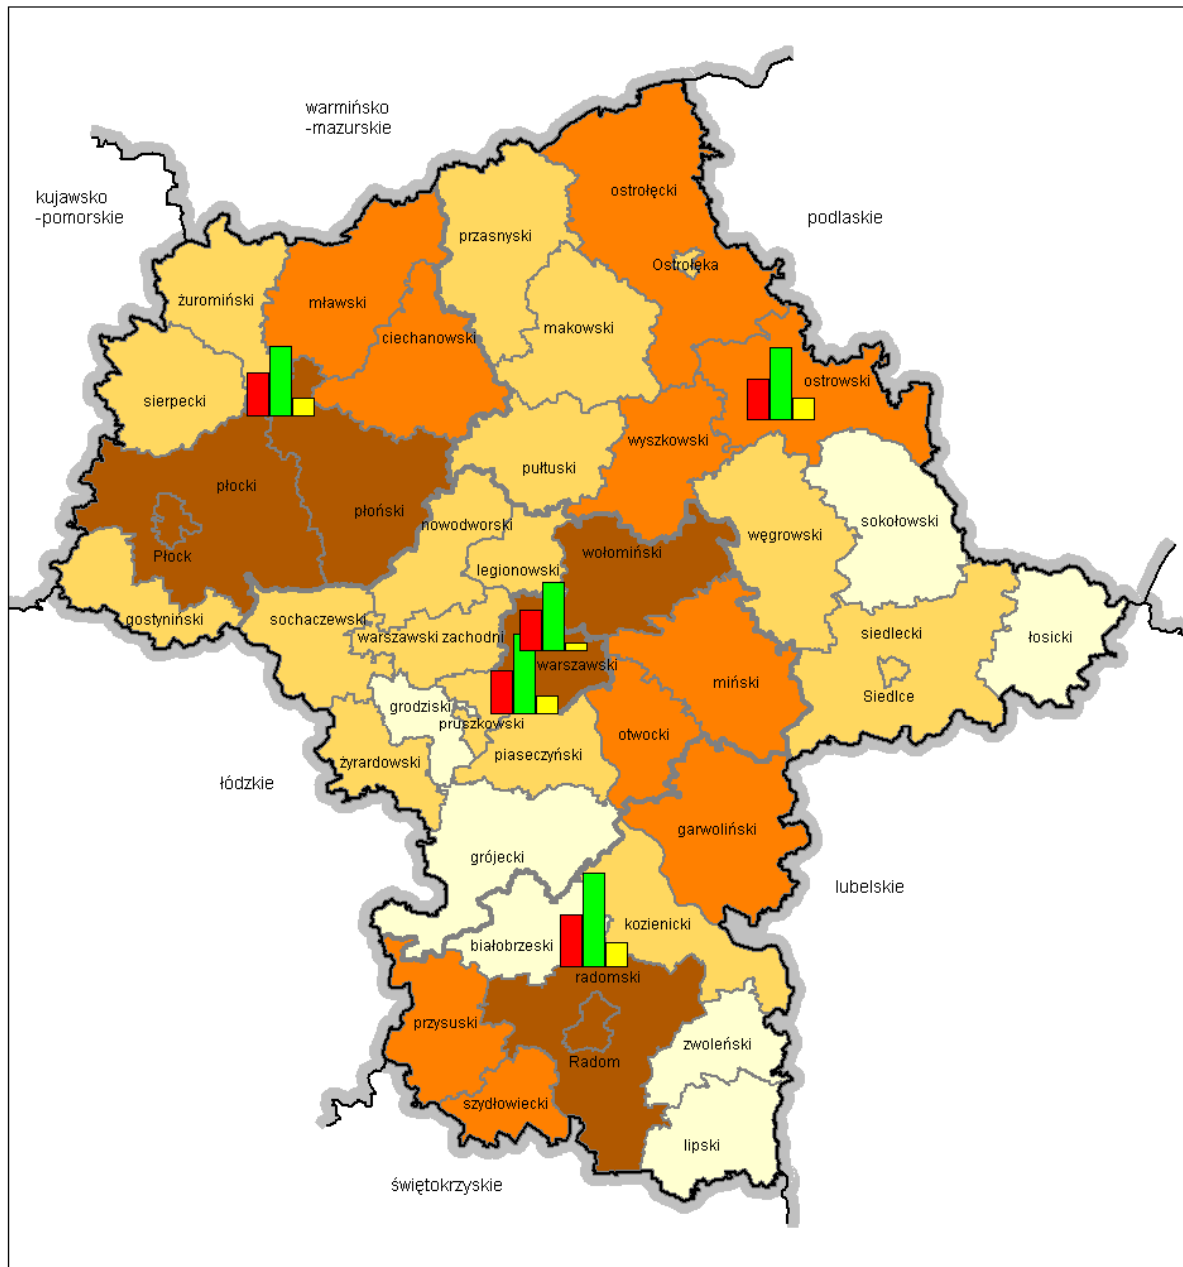 warmińsko
-mazurskie
kujawsko
-pomorskie
ostrołęcki
podlaskie
przasnyski
Ostrołęka
żuromiński
mławski
makowski
ciechanowski
ostrowski
sierpecki
wyszkowski
pułtuski
płocki
płoński
nowodworski
sokołowski
węgrowski
Płock
wołomiński
legionowski
gostyniński
sochaczewski
warszawski zachodni
siedlecki
łosicki
warszawski
miński
Siedlce
grodziski
pruszkowski
otwocki
piaseczyński
żyrardowski
łódzkie
garwoliński
grójecki
lubelskie
kozienicki
białobrzeski
radomski
przysuski
zwoleński
Radom
szydłowiecki
lipski
świętokrzyskie